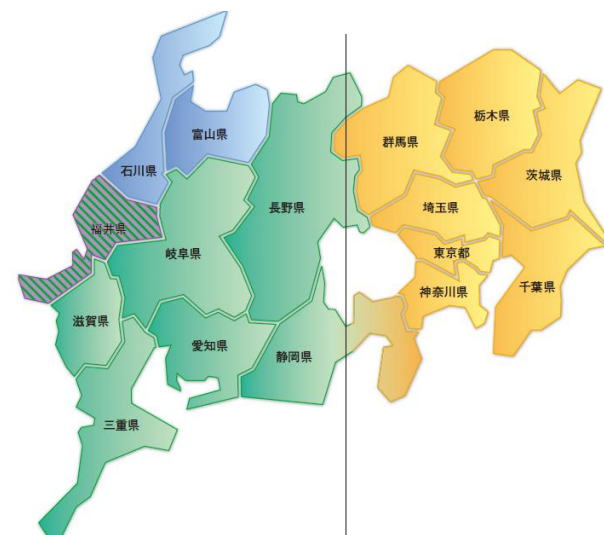 栃木県
富山県
群馬県
石川県
茨城県
長野県
埼玉県
福井県
岐阜県
東京都
千葉県
神奈川県
滋賀県
愛知県
静岡県
三重県